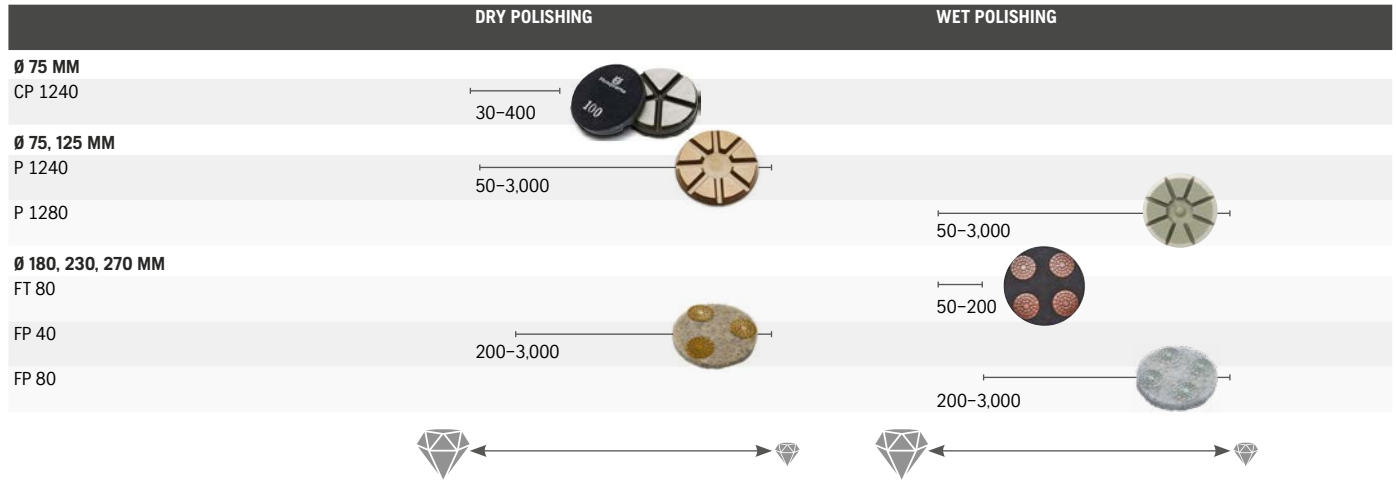 DRY POLISHING WET POLISHING
Ø 75 MM
CP 1240
30–400
100
Ø 75, 125 MM
P 1240
50–3,000
P 1280
50–3,000
Ø 180, 230, 270 MM
FT 80
50–200
FP 40
200–3,000
FP 80
200–3,000